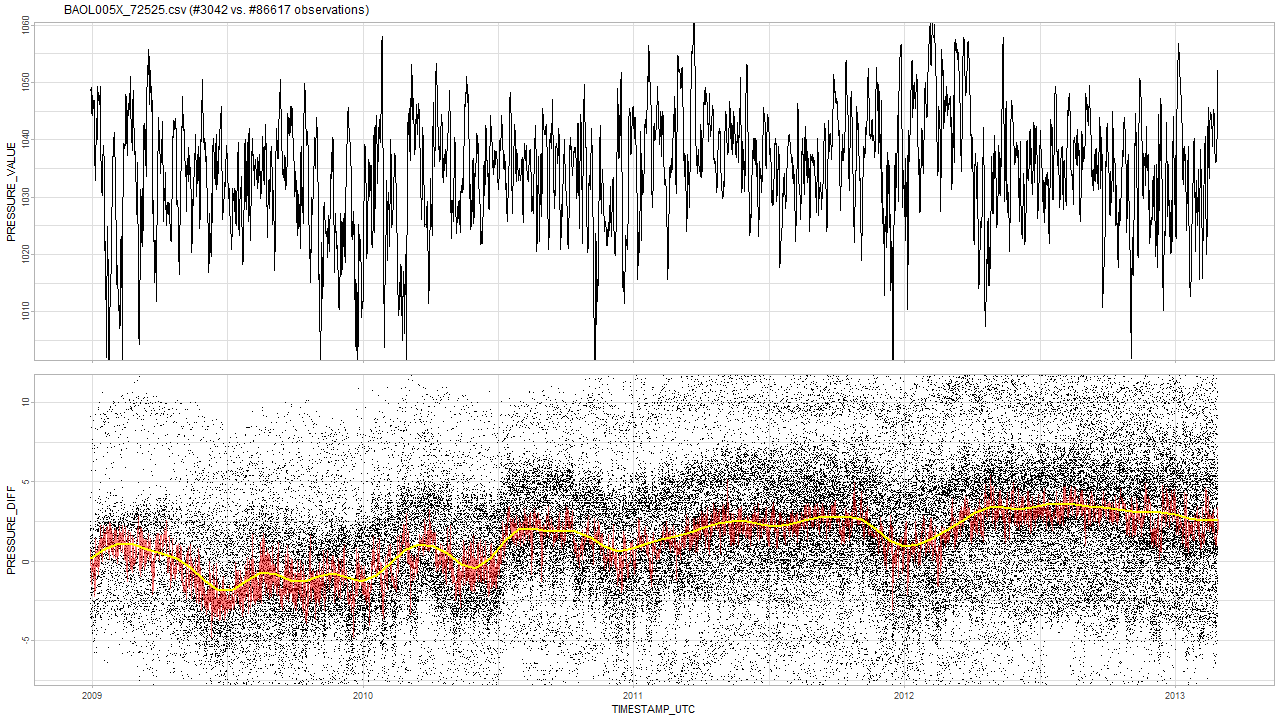 BAOL005X_72525.csv (#3042 vs. #86617 observations)
PRESSURE_VALUE
1060
1050
1040
1030
1020
1010
PRESSURE_DIFF
10
5
0
-5
2009 2010 2011 2012 2013
TIMESTAMP_UTC